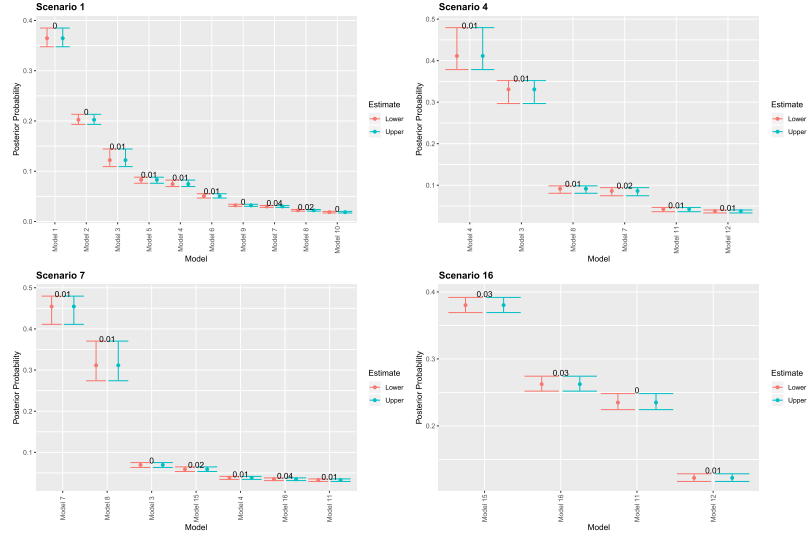 Scenario 1
Posterior Probability
0.4
0.3
0.2
0.1
0.0
0
0
0.01
0.01
0.01
0.01
0
0.04
0.02
0
Model 1
Model 2
Model 3
Model 5
Model 4
Model 6
Model 9
Model 7
Model 8
Model 10
Model
Estimate
Lower
Upper
Scenario 4
Posterior Probability
0.5
0.4
0.3
0.2
0.1
0.01
0.01
0.01
0.02
0.01
0.01
Model 4
Model 3
Model 8
Model 7
Model 11
Model 12
Model
Estimate
Lower
Upper
Scenario 7
Posterior Probability
0.5
0.4
0.3
0.2
0.1
0.01
0.01
0
0.02
0.01
0.04
0.01
Model 7
Model 8
Model 3
Model 15
Model 4
Model 16
Model 11
Model
Estimate
Lower
Upper
Scenario 16
Posterior Probability
0.4
0.3
0.2
0.03
0.03
0
0.01
Model 15
Model 16
Model 11
Model 12
Model
Estimate
Lower
Upper